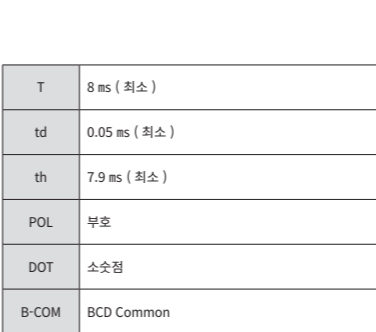 T 8 ㎳ ( 최소 )
td 0.05 ㎳ ( 최소 )
th 7.9 ㎳ ( 최소 )
POL 부호
DOT 소숫점
B-COM BCD Common